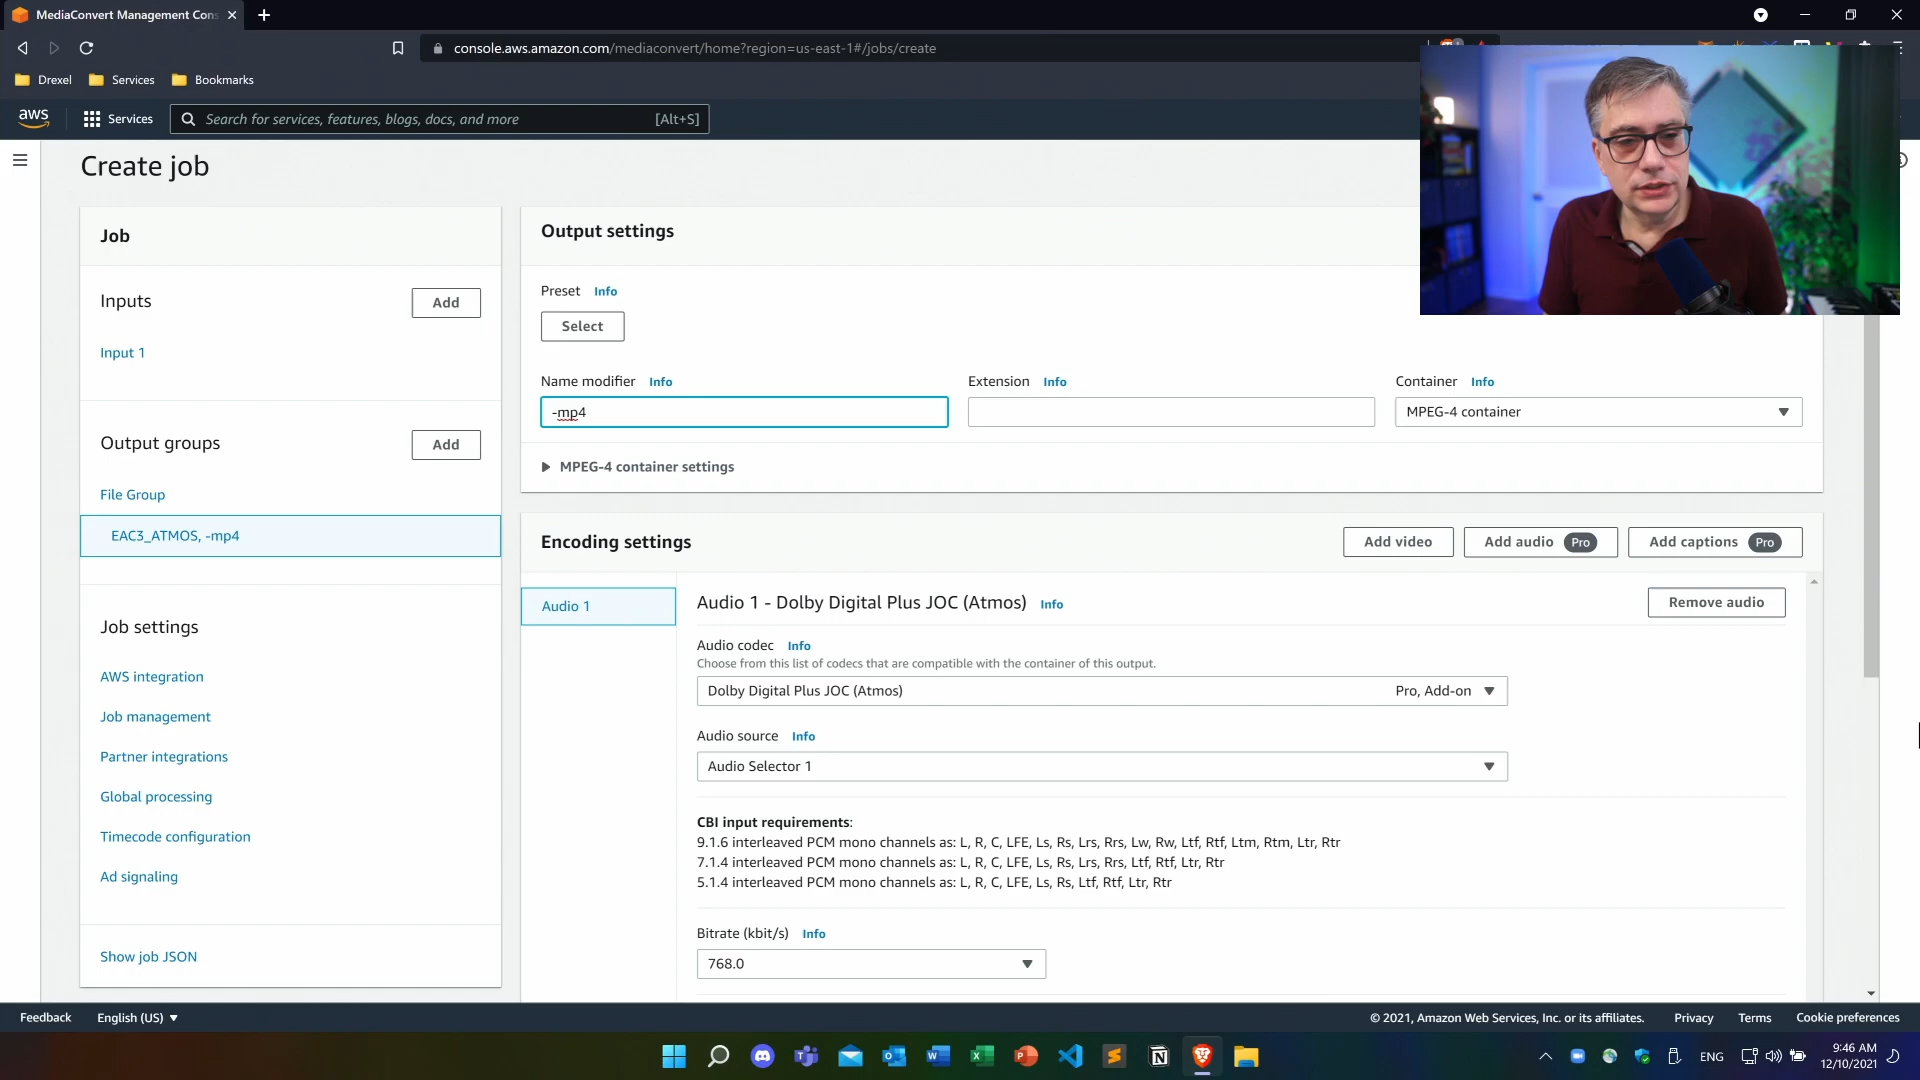 MediaConvert Management Con
console.aws.amazon.com/mediaconvert/home?region=us-east-1#/jobs/create
Drexel
Services
Bookmarks
aws
Services
Search for services, features, blogs, docs, and more
[Alt+S]
Create job
Job
Inputs
Add
Input 1
Output groups
Add
File Group
EAC3_ATMOS, -mp4
Job settings
AWS integration
Job management
Partner integrations
Global processing
Timecode configuration
Ad signaling
Show job JSON
Output settings
Preset Info
Select
Name modifier Info
-mp4
Extension Info
Container Info
MPEG-4 container
MPEG-4 container settings
Encoding settings
Add video
Add audio Pro
Add captions Pro
Audio 1
Audio 1 - Dolby Digital Plus JOC (Atmos) Info
Remove audio
Audio codec Info
Choose from this list of codecs that are compatible with the container of this output.
Dolby Digital Plus JOC (Atmos) Pro, Add-on
Audio source Info
Audio Selector 1
CBI input requirements:
9.1.6 interleaved PCM mono channels as: L, R, C, LFE, Ls, Rs, Lrs, Rrs, Lw, Rw, Ltf, Rtf, Ltm, Rtm, Ltr, Rtr
7.1.4 interleaved PCM mono channels as: L, R, C, LFE, Ls, Rs, Lrs, Rrs, Ltf, Rtf, Ltr, Rtr
5.1.4 interleaved PCM mono channels as: L, R, C, LFE, Ls, Rs, Ltf, Rtf, Ltr, Rtr
Bitrate (kbit/s) Info
768.0
Feedback
English (US)
© 2021, Amazon Web Services, Inc. or its affiliates.
Privacy
Terms
Cookie preferences
ENG
9:46 AM
12/10/2021